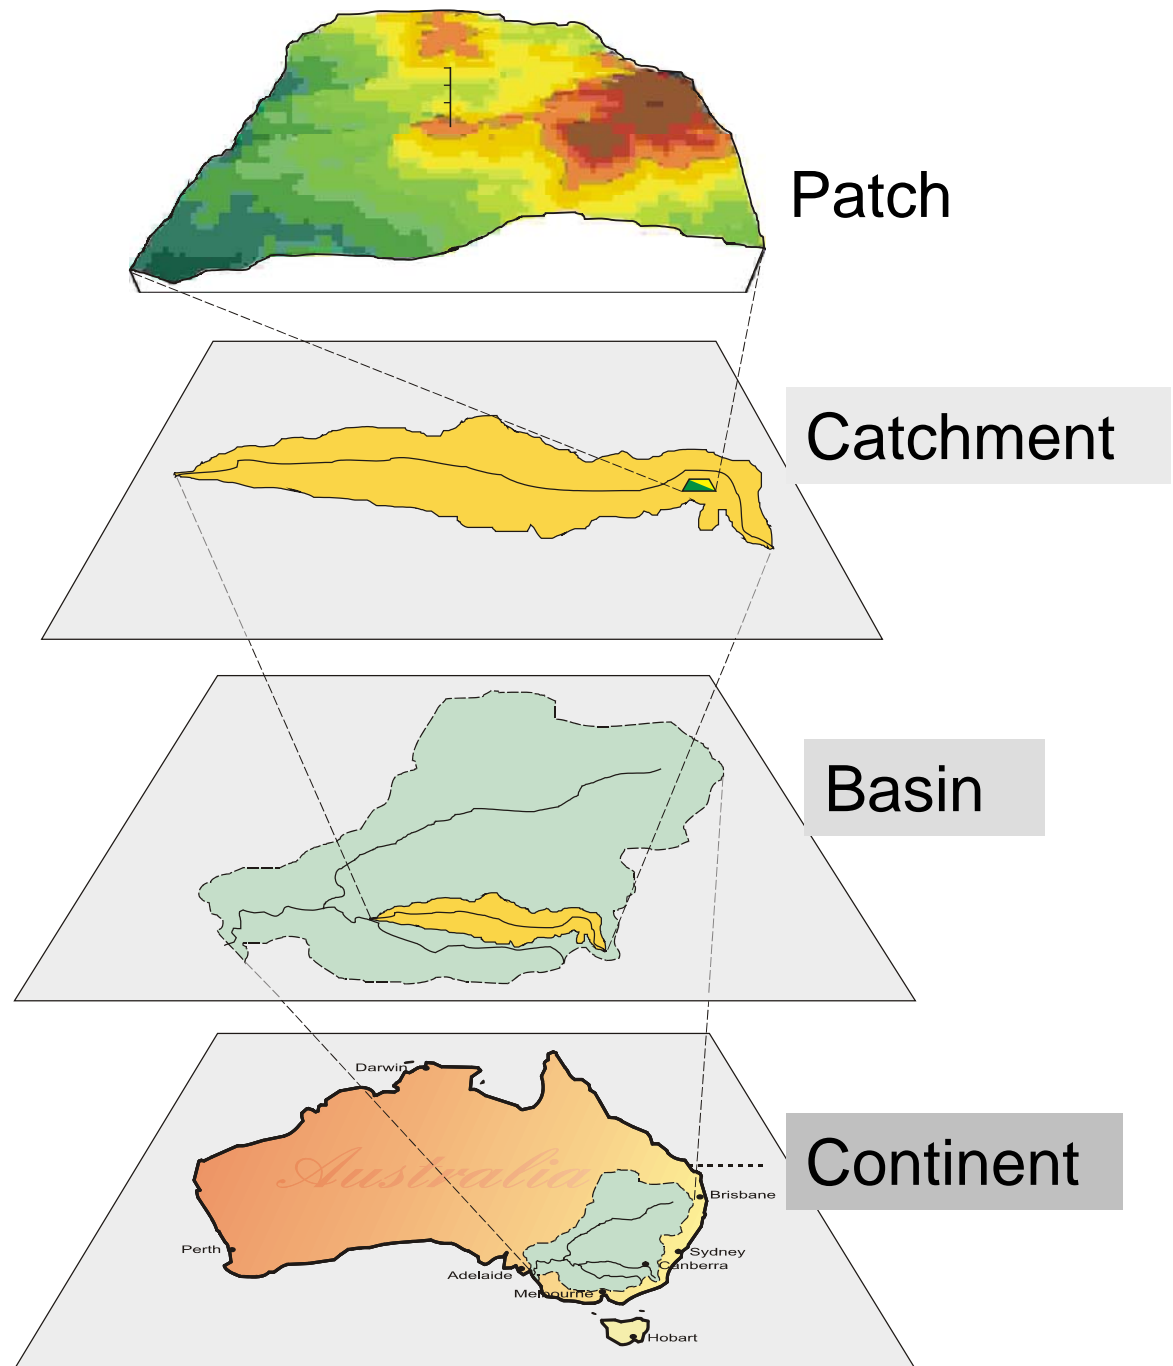 Patch
Catchment
Basin
Darwin
Australia
Continent
Brisbane
Perth
Sydney
Canberra
Adelaide
Melbourne
Hobart